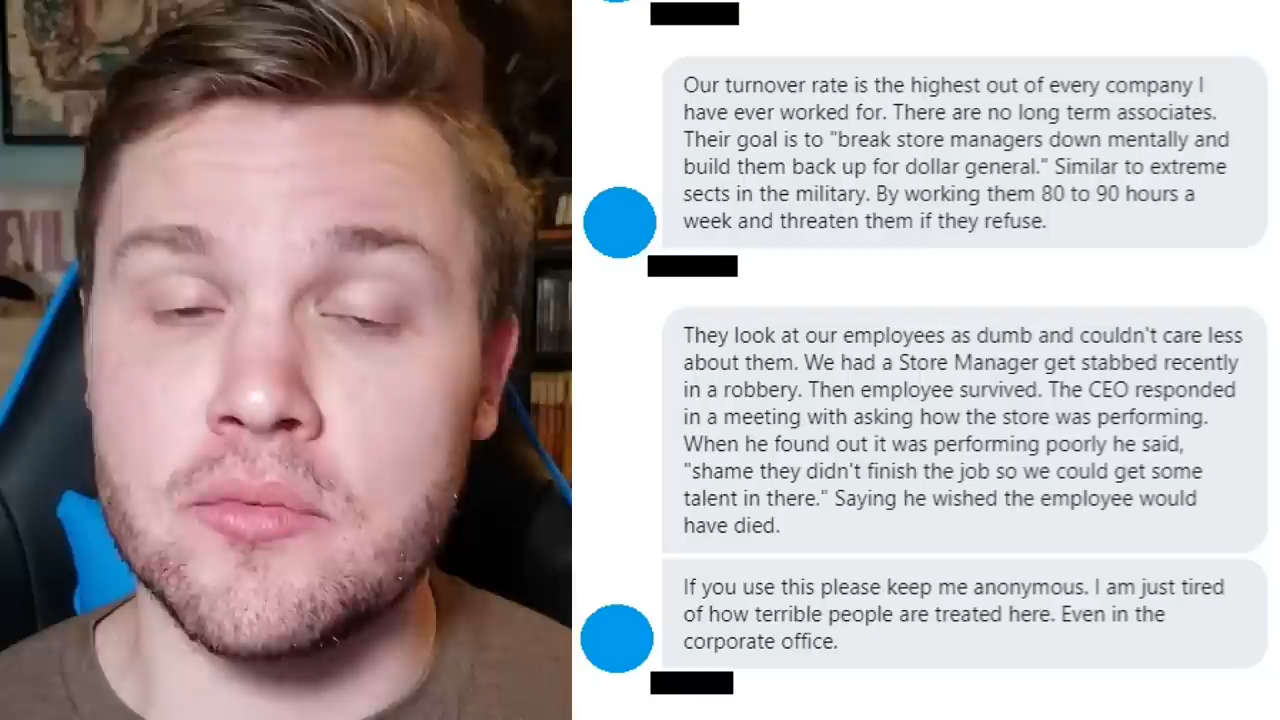 EVIL
Our turnover rate is the highest out of every company I
have ever worked for. There are no long term associates.
Their goal is to "break store managers down mentally and
build them back up for dollar general." Similar to extreme
sects in the military. By working them 80 to 90 hours a
week and threaten them if they refuse.
They look at our employees as dumb and couldn't care less
about them. We had a Store Manager get stabbed recently
in a robbery. Then employee survived. The CEO responded
in a meeting with asking how the store was performing.
When he found out it was performing poorly he said,
"shame they didn't finish the job so we could get some
talent in there." Saying he wished the employee would
have died.
If you use this please keep me anonymous. I am just tired
of how terrible people are treated here. Even in the
corporate office.